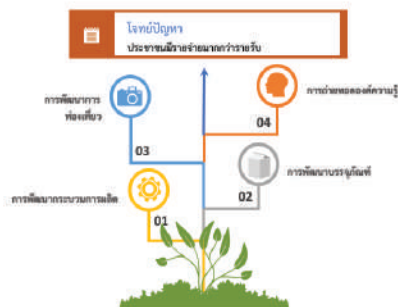 โจทย์ปัญหา
ประชาชนมีรายจ่ายมากกว่ารายรับ
การพัฒนาการ
ท่องเที่ยว
03
04
การถ่ายทอดองค์ความรู้
การพัฒนากระบวนการผลิต
01
02
การพัฒนาบรรจุภัณฑ์